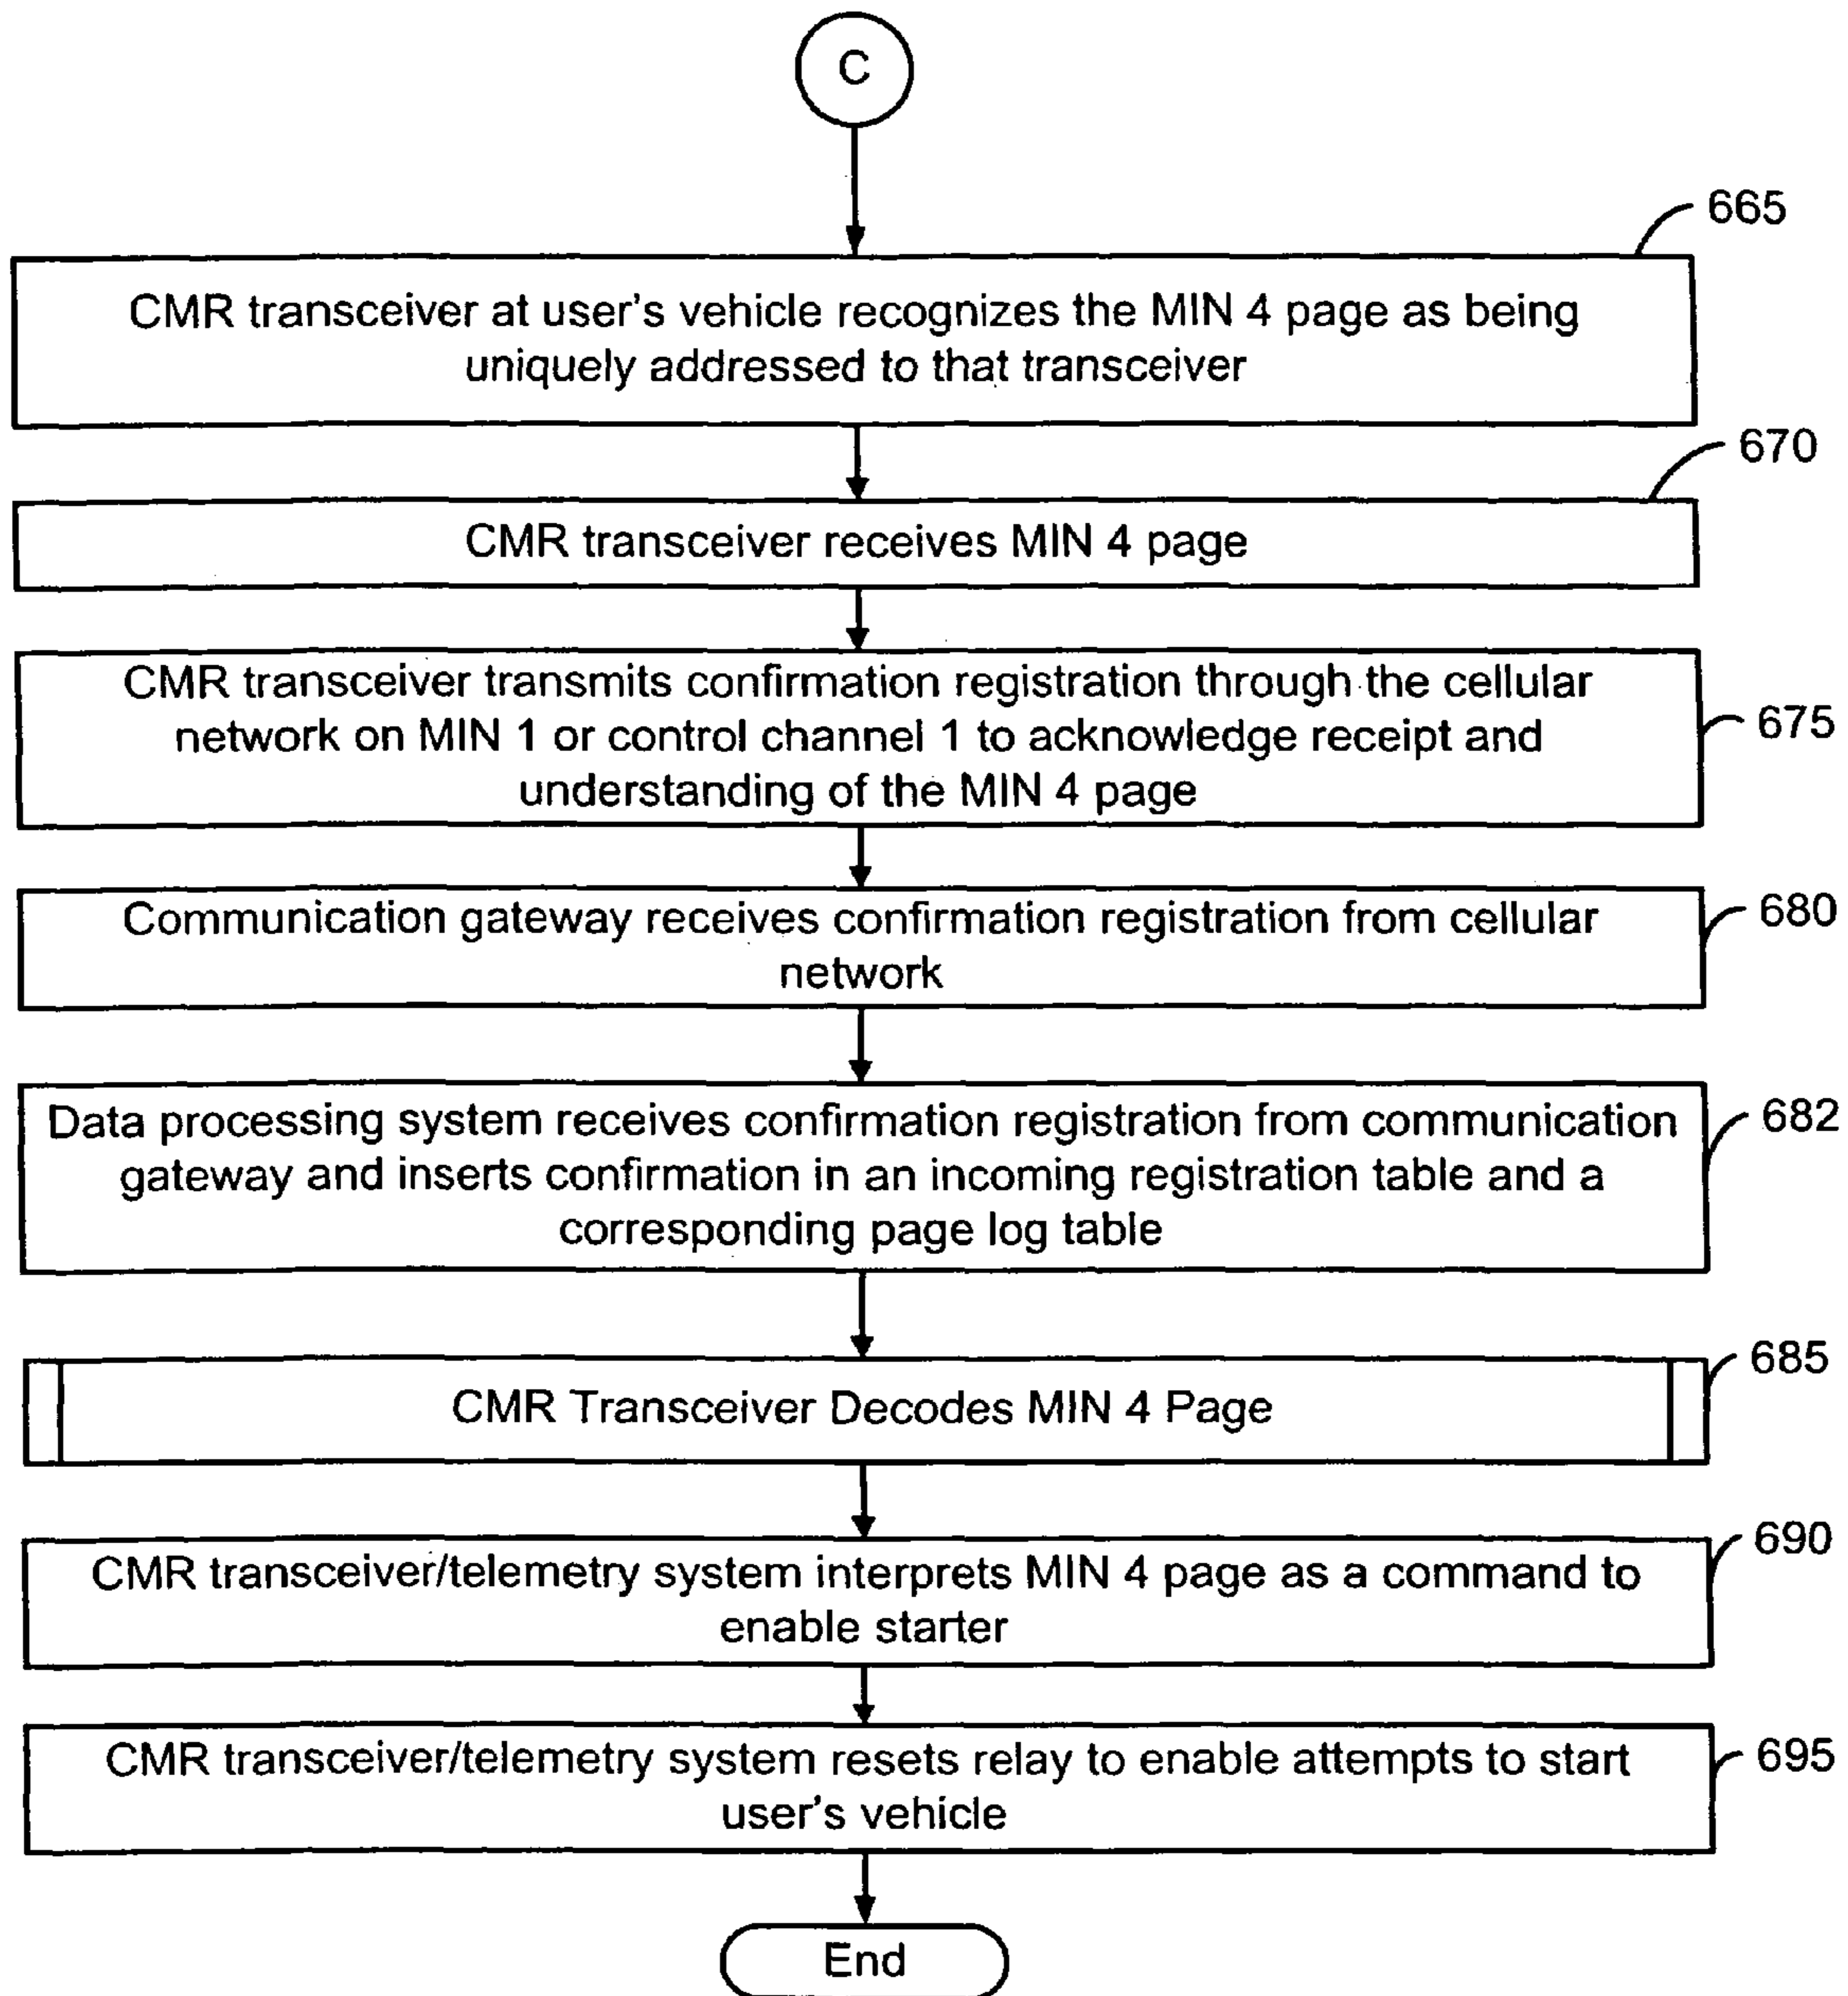 C
665
CMR transceiver at user's vehicle recognizes the MIN 4 page as being
uniquely addressed to that transceiver
670
CMR transceiver receives MIN 4 page
CMR transceiver transmits confirmation registration through the cellular
network on MIN 1 or control channel 1 to acknowledge receipt and
understanding of the MIN 4 page
675
Communication gateway receives confirmation registration from cellular
network
680
Data processing system receives confirmation registration from communication
gateway and inserts confirmation in an incoming registration table and a
corresponding page log table
682
CMR Transceiver Decodes MIN 4 Page
685
CMR transceiver/telemetry system interprets MIN 4 page as a command to
enable starter
690
CMR transceiver/telemetry system resets relay to enable attempts to start
user's vehicle
695
End